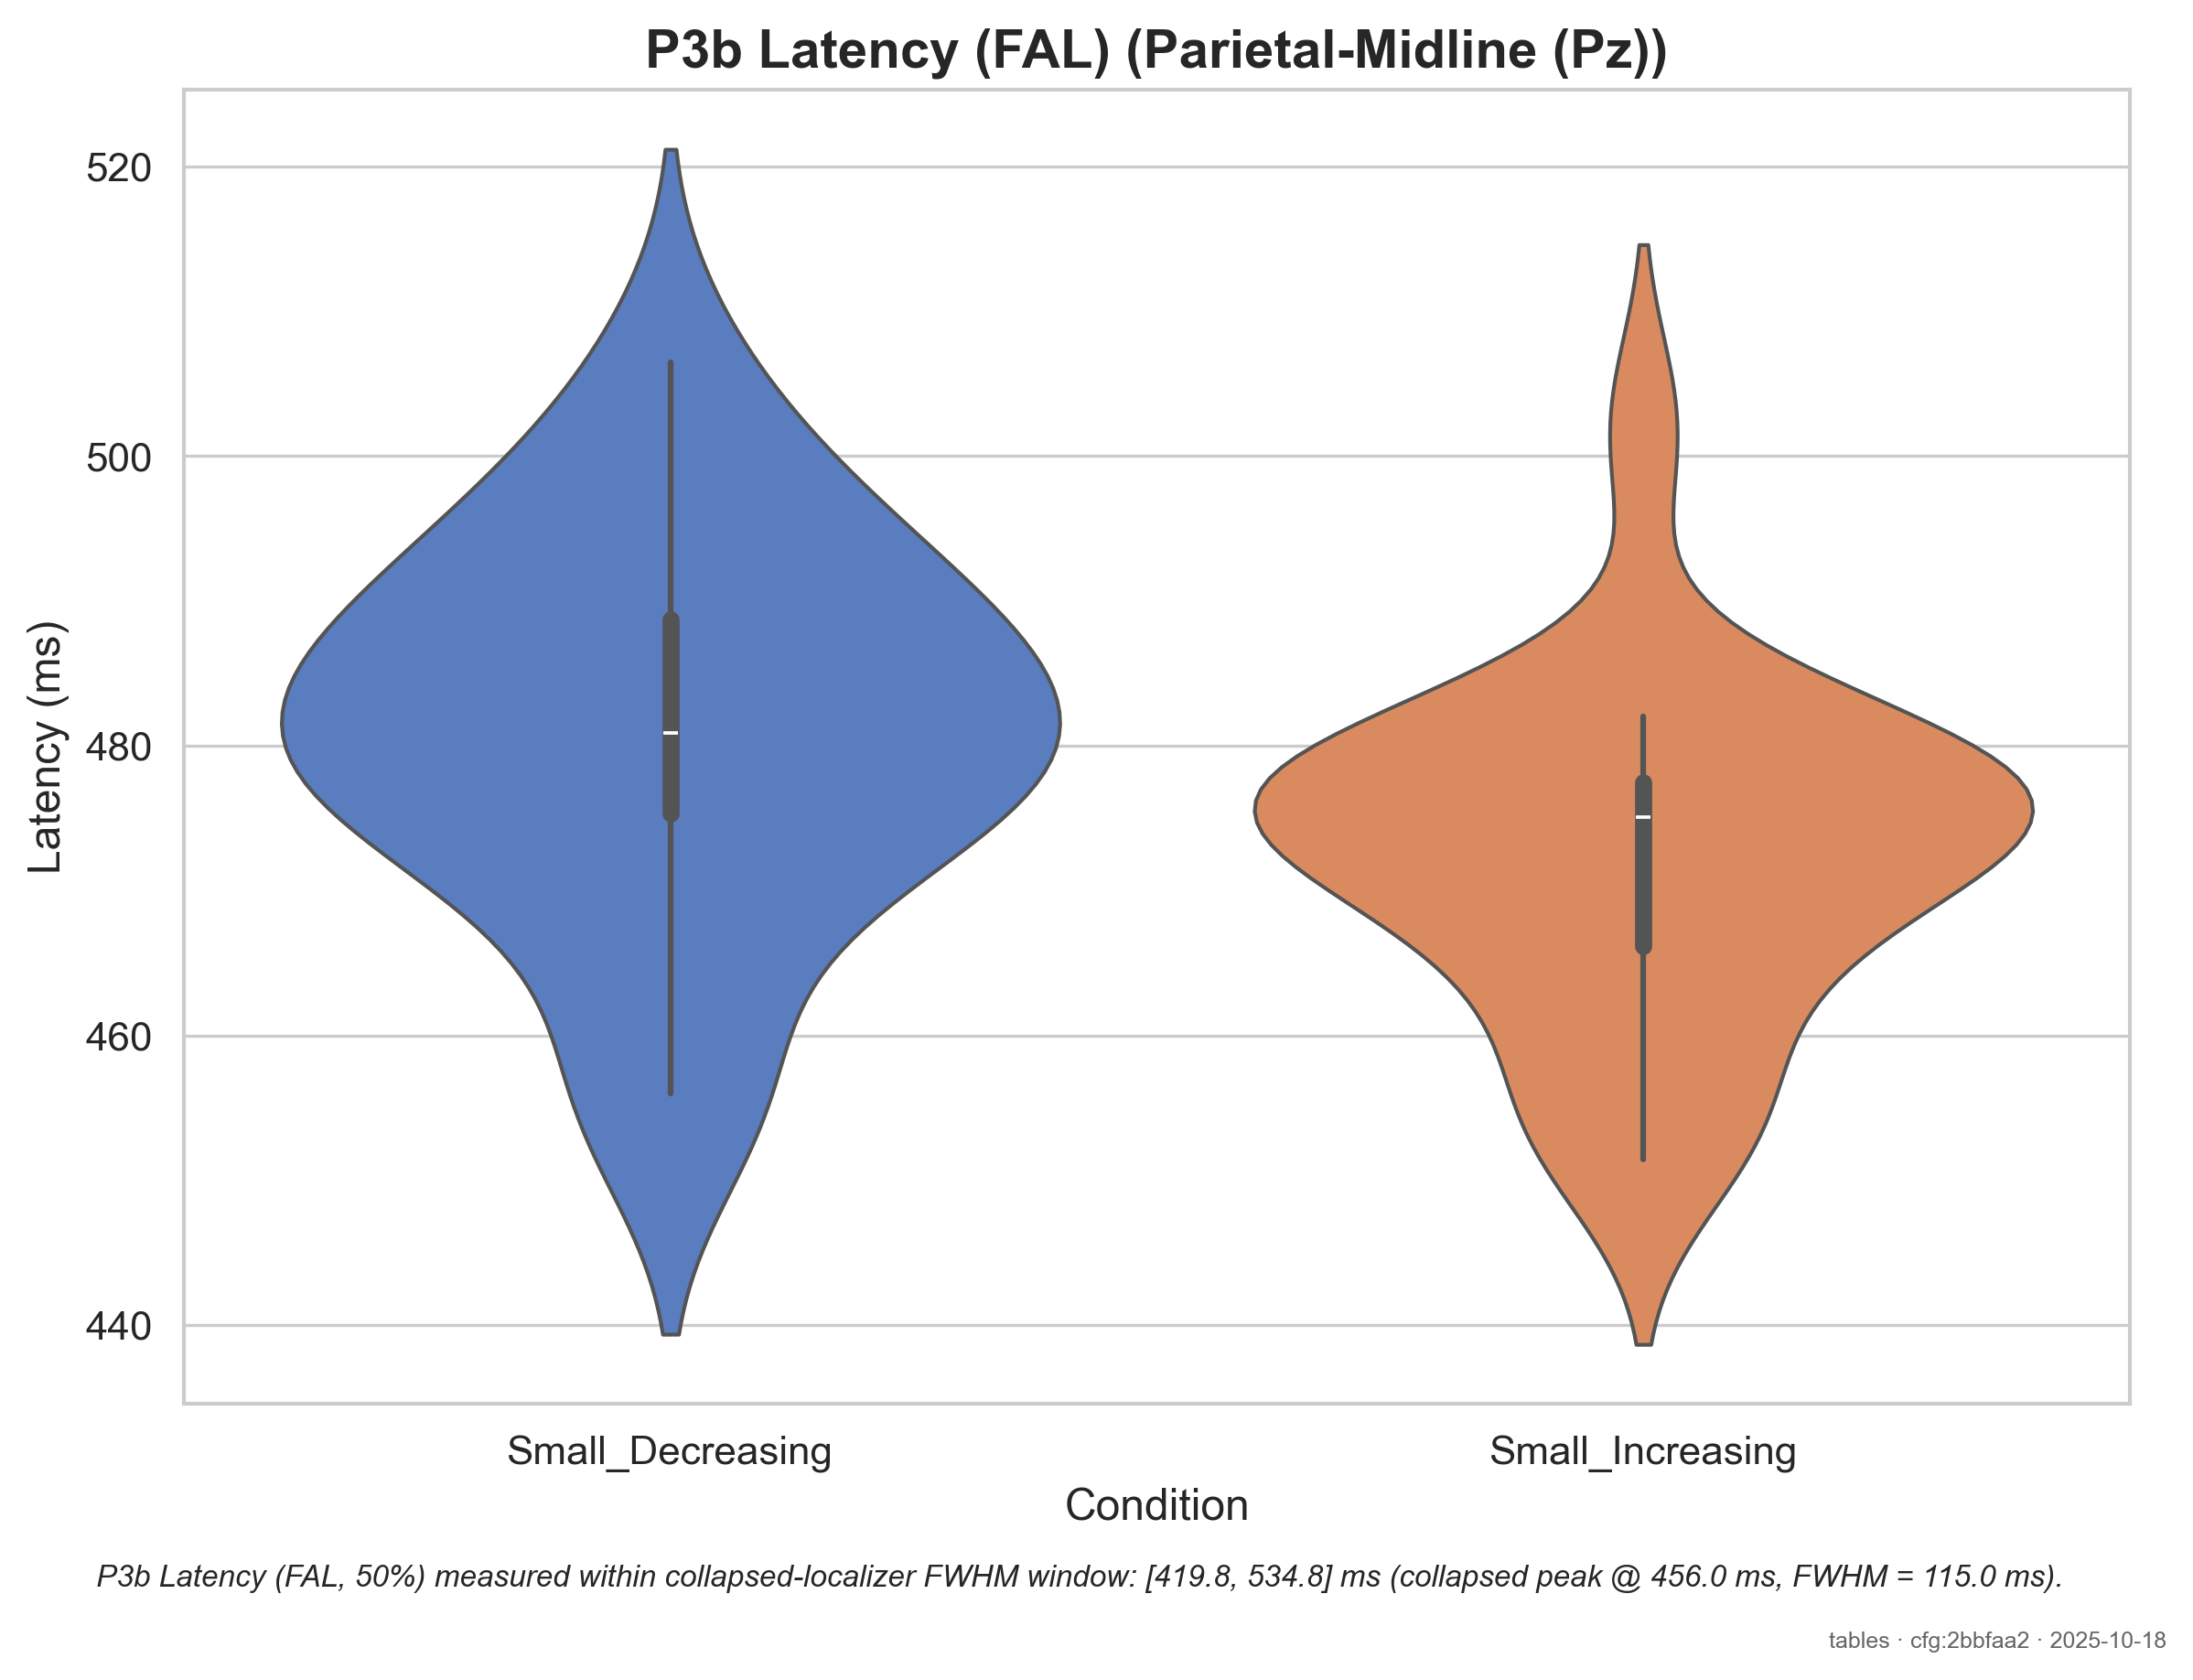 P3b Latency (FAL) (Parietal-Midline (Pz))
520
500
480
460
440
Latency (ms)
Small_Decreasing
Small_Increasing
Condition
P3b Latency (FAL, 50%) measured within collapsed-localizer FWHM window: [419.8, 534.8] ms (collapsed peak @ 456.0 ms, FWHM = 115.0 ms).
tables · cfg:2bbfaa2 · 2025-10-18